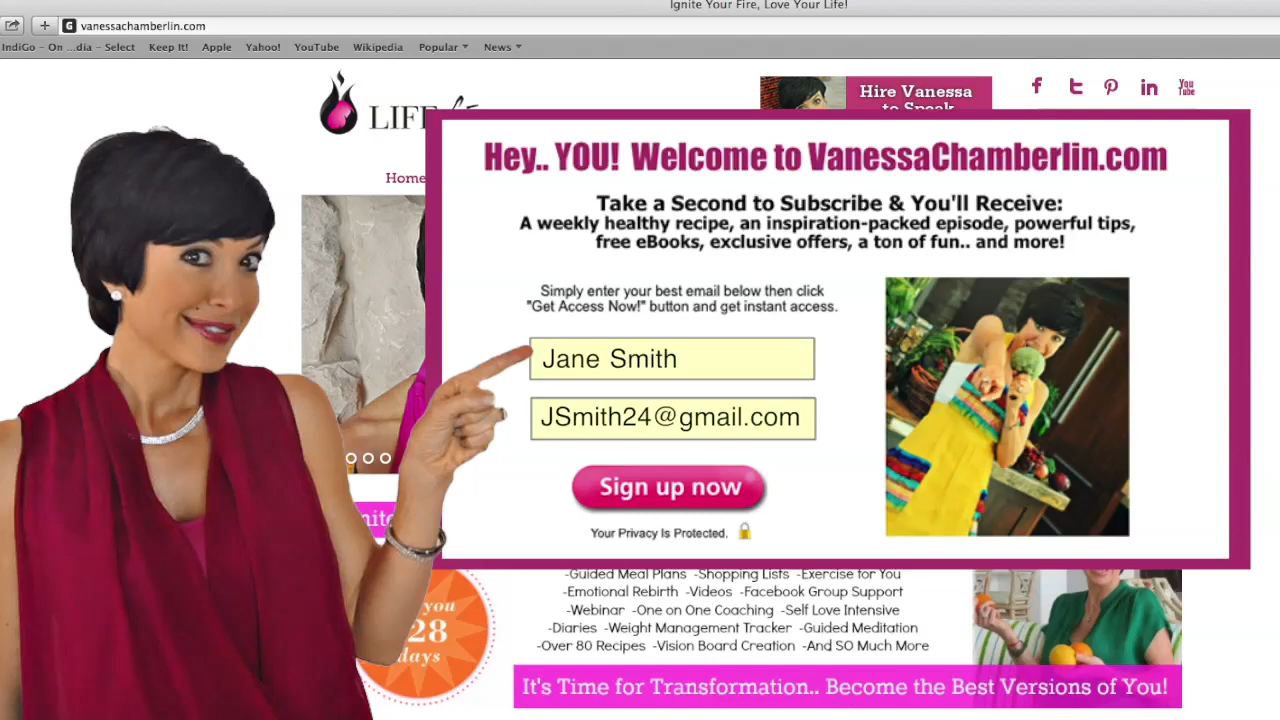 Ignite Your Fire, Love Your Life!
vanessachamberlin.com
IndiGo – On ...dia – Select Keep It! Apple Yahoo! YouTube Wikipedia Popular News
Hire Vanessa
to Speak
LIFE
Home
Hey.. YOU! Welcome to VanessaChamberlin.com
Take a Second to Subscribe & You'll Receive:
A weekly healthy recipe, an inspiration-packed episode, powerful tips,
free eBooks, exclusive offers, a ton of fun.. and more!
Simply enter your best email below then click
"Get Access Now!" button and get instant access.
Jane Smith
JSmith24@gmail.com
Sign up now
Your Privacy Is Protected.
-Guided Meal Plans -Shopping Lists -Exercise for You
-Emotional Rebirth -Videos -Facebook Group Support
-Webinar -One on One Coaching -Self Love Intensive
-Diaries -Weight Management Tracker -Guided Meditation
-Over 80 Recipes -Vision Board Creation -And SO Much More
you
28
days
It's Time for Transformation.. Become the Best Versions of You!